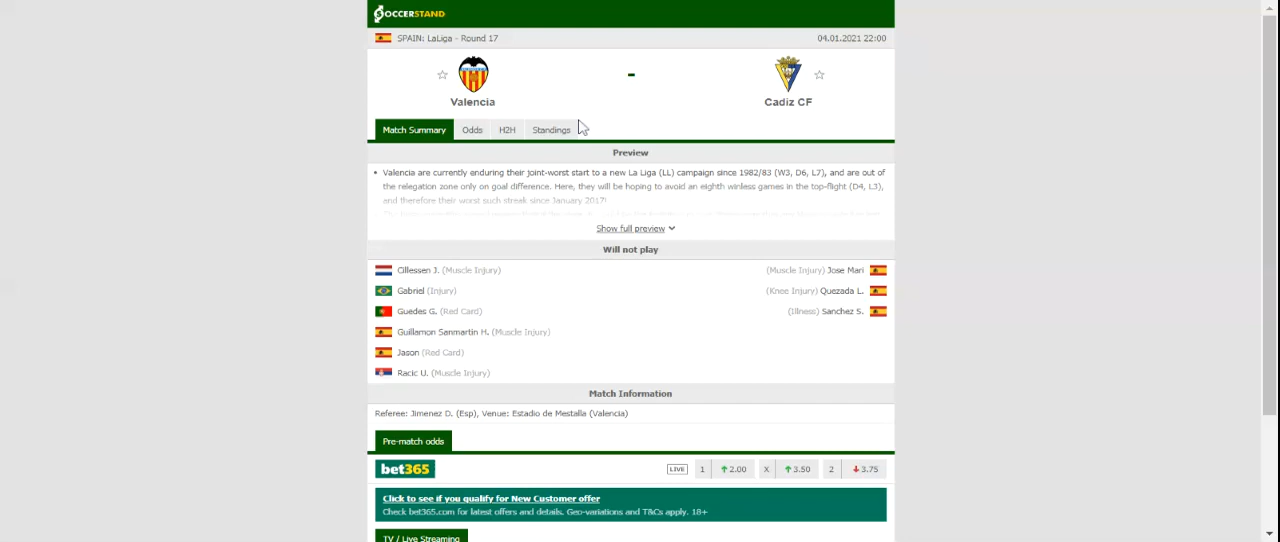 SOCCERSTAND
SPAIN: LaLiga - Round 17 04.01.2021 22:00
-
Valencia Cadiz CF
Match Summary Odds H2H Standings
Preview
Valencia are currently enduring their joint-worst start to a new La Liga (LL) campaign since 1982/83 (W3, D6, L7), and are out
of the relegation zone only on goal difference. Here, they will be hoping to avoid an eighth winless games in the top-flight (D4, L3),
and therefore their worst such streak since January 2017!
Show full preview
Will not play
Cillessen J. (Muscle Injury) (Muscle Injury) Jose Mari
Gabriel (Injury) (Knee Injury) Quezada L.
Guedes G. (Red Card) (Illness) Sanchez S.
Guillamon Sanmartin H. (Muscle Injury)
Jason (Red Card)
Racic U. (Muscle Injury)
Match Information
Referee: Jimenez D. (Esp), Venue: Estadio de Mestalla (Valencia)
Pre-match odds
bet365 LIVE 1 2.00 X 3.50 2 3.75
Click to see if you qualify for New Customer offer
Check bet365.com for latest offers and details. Geo-variations and T&Cs apply. 18+
TV / Live Streaming